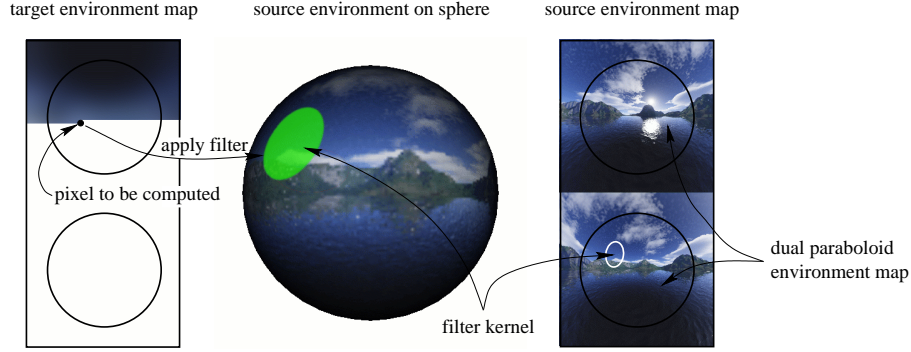 target environment map
source environment on sphere
source environment map
apply filter
pixel to be computed
dual paraboloid
environment map
filter kernel